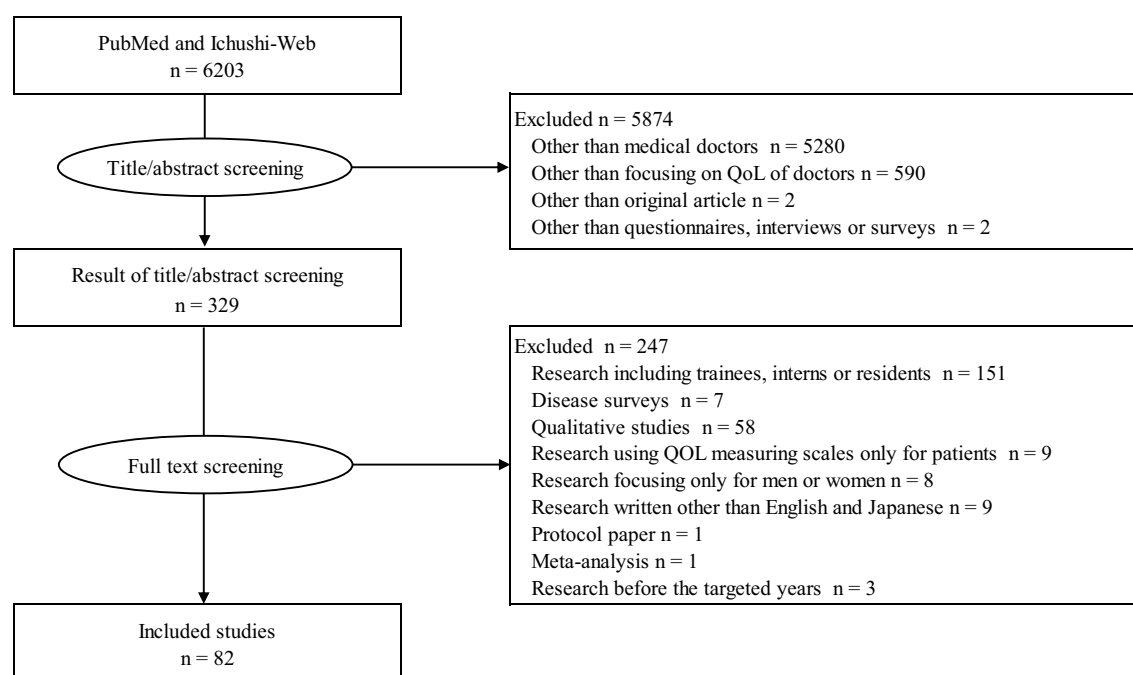 PubMed and Ichushi-Web
n = 6203
Title/abstract screening
Excluded n = 5874
Other than medical doctors n = 5280
Other than focusing on QoL of doctors n = 590
Other than original article n = 2
Other than questionnaires, interviews or surveys n = 2
Result of title/abstract screening
n = 329
Full text screening
Excluded n = 247
Research including trainees, interns or residents n = 151
Disease surveys n = 7
Qualitative studies n = 58
Research using QOL measuring scales only for patients n = 9
Research focusing only for men or women n = 8
Research written other than English and Japanese n = 9
Protocol paper n = 1
Meta-analysis n = 1
Research before the targeted years n = 3
Included studies
n = 82